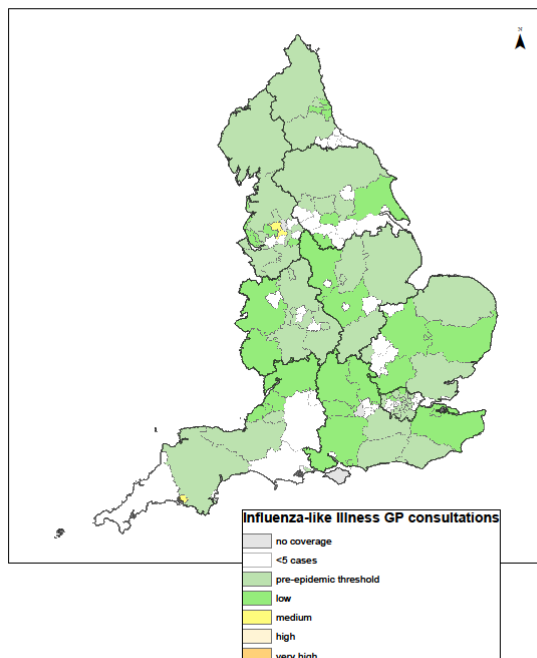 N
Influenza-like Illness GP consultations
no coverage
<5 cases
pre-epidemic threshold
low
medium
high
very high